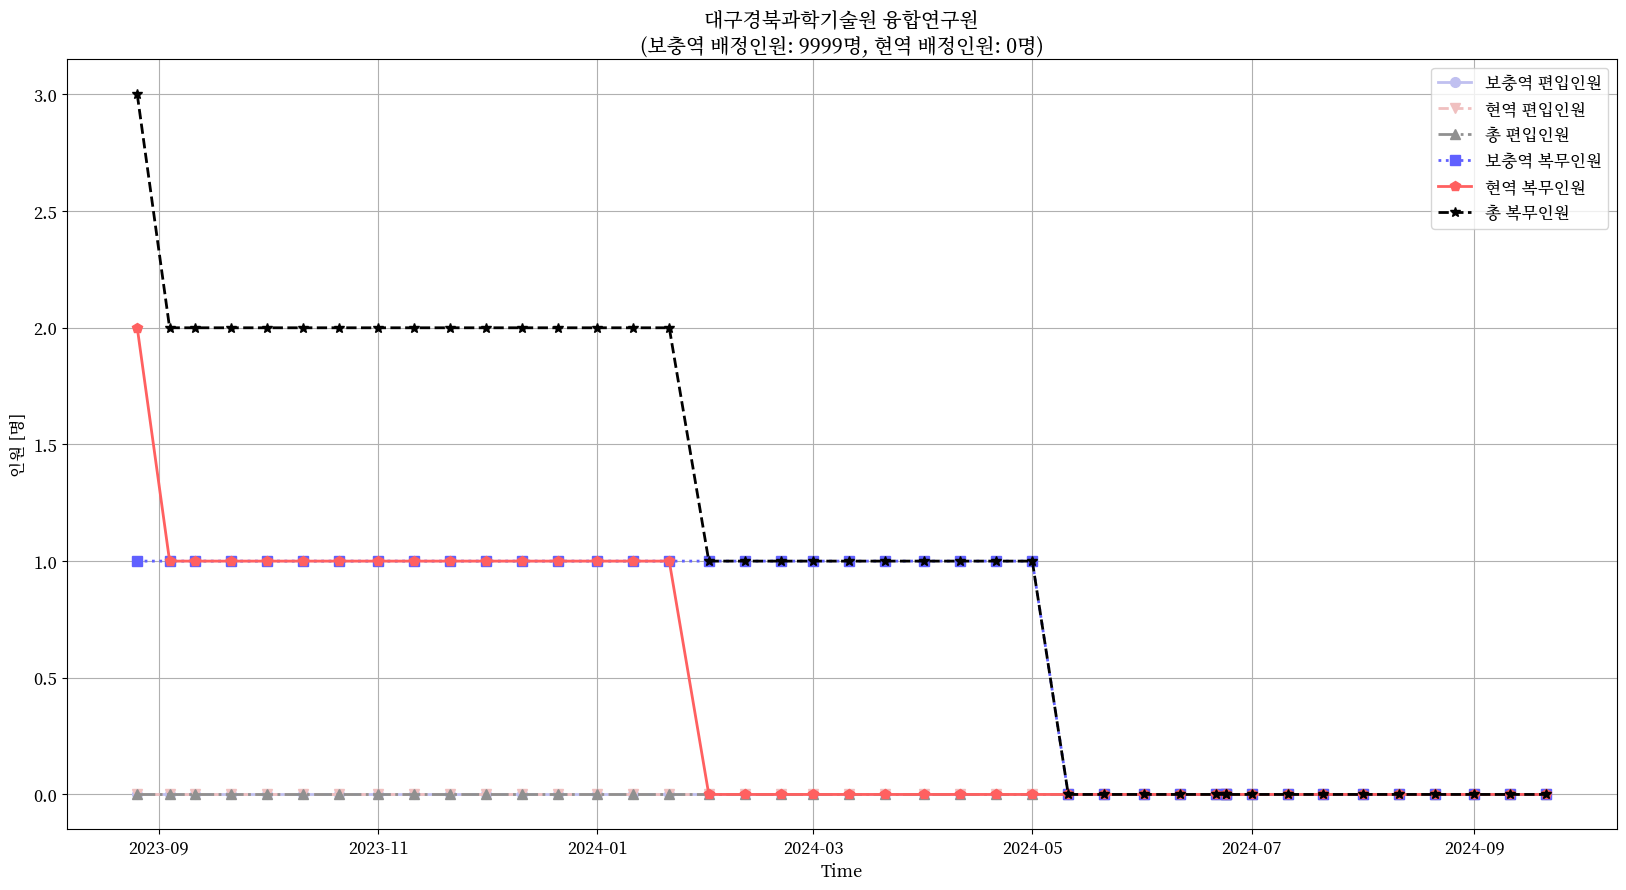 대구경북과학기술원 융합연구원
(보충역 배정인원: 9999명, 현역 배정인원: 0명)
보충역 편입인원
현역 편입인원
총 편입인원
보충역 복무인원
현역 복무인원
총 복무인원
3.0
2.5
2.0
1.5
1.0
0.5
0.0
인원 [명]
2023-09
2023-11
2024-01
2024-03
2024-05
2024-07
2024-09
Time